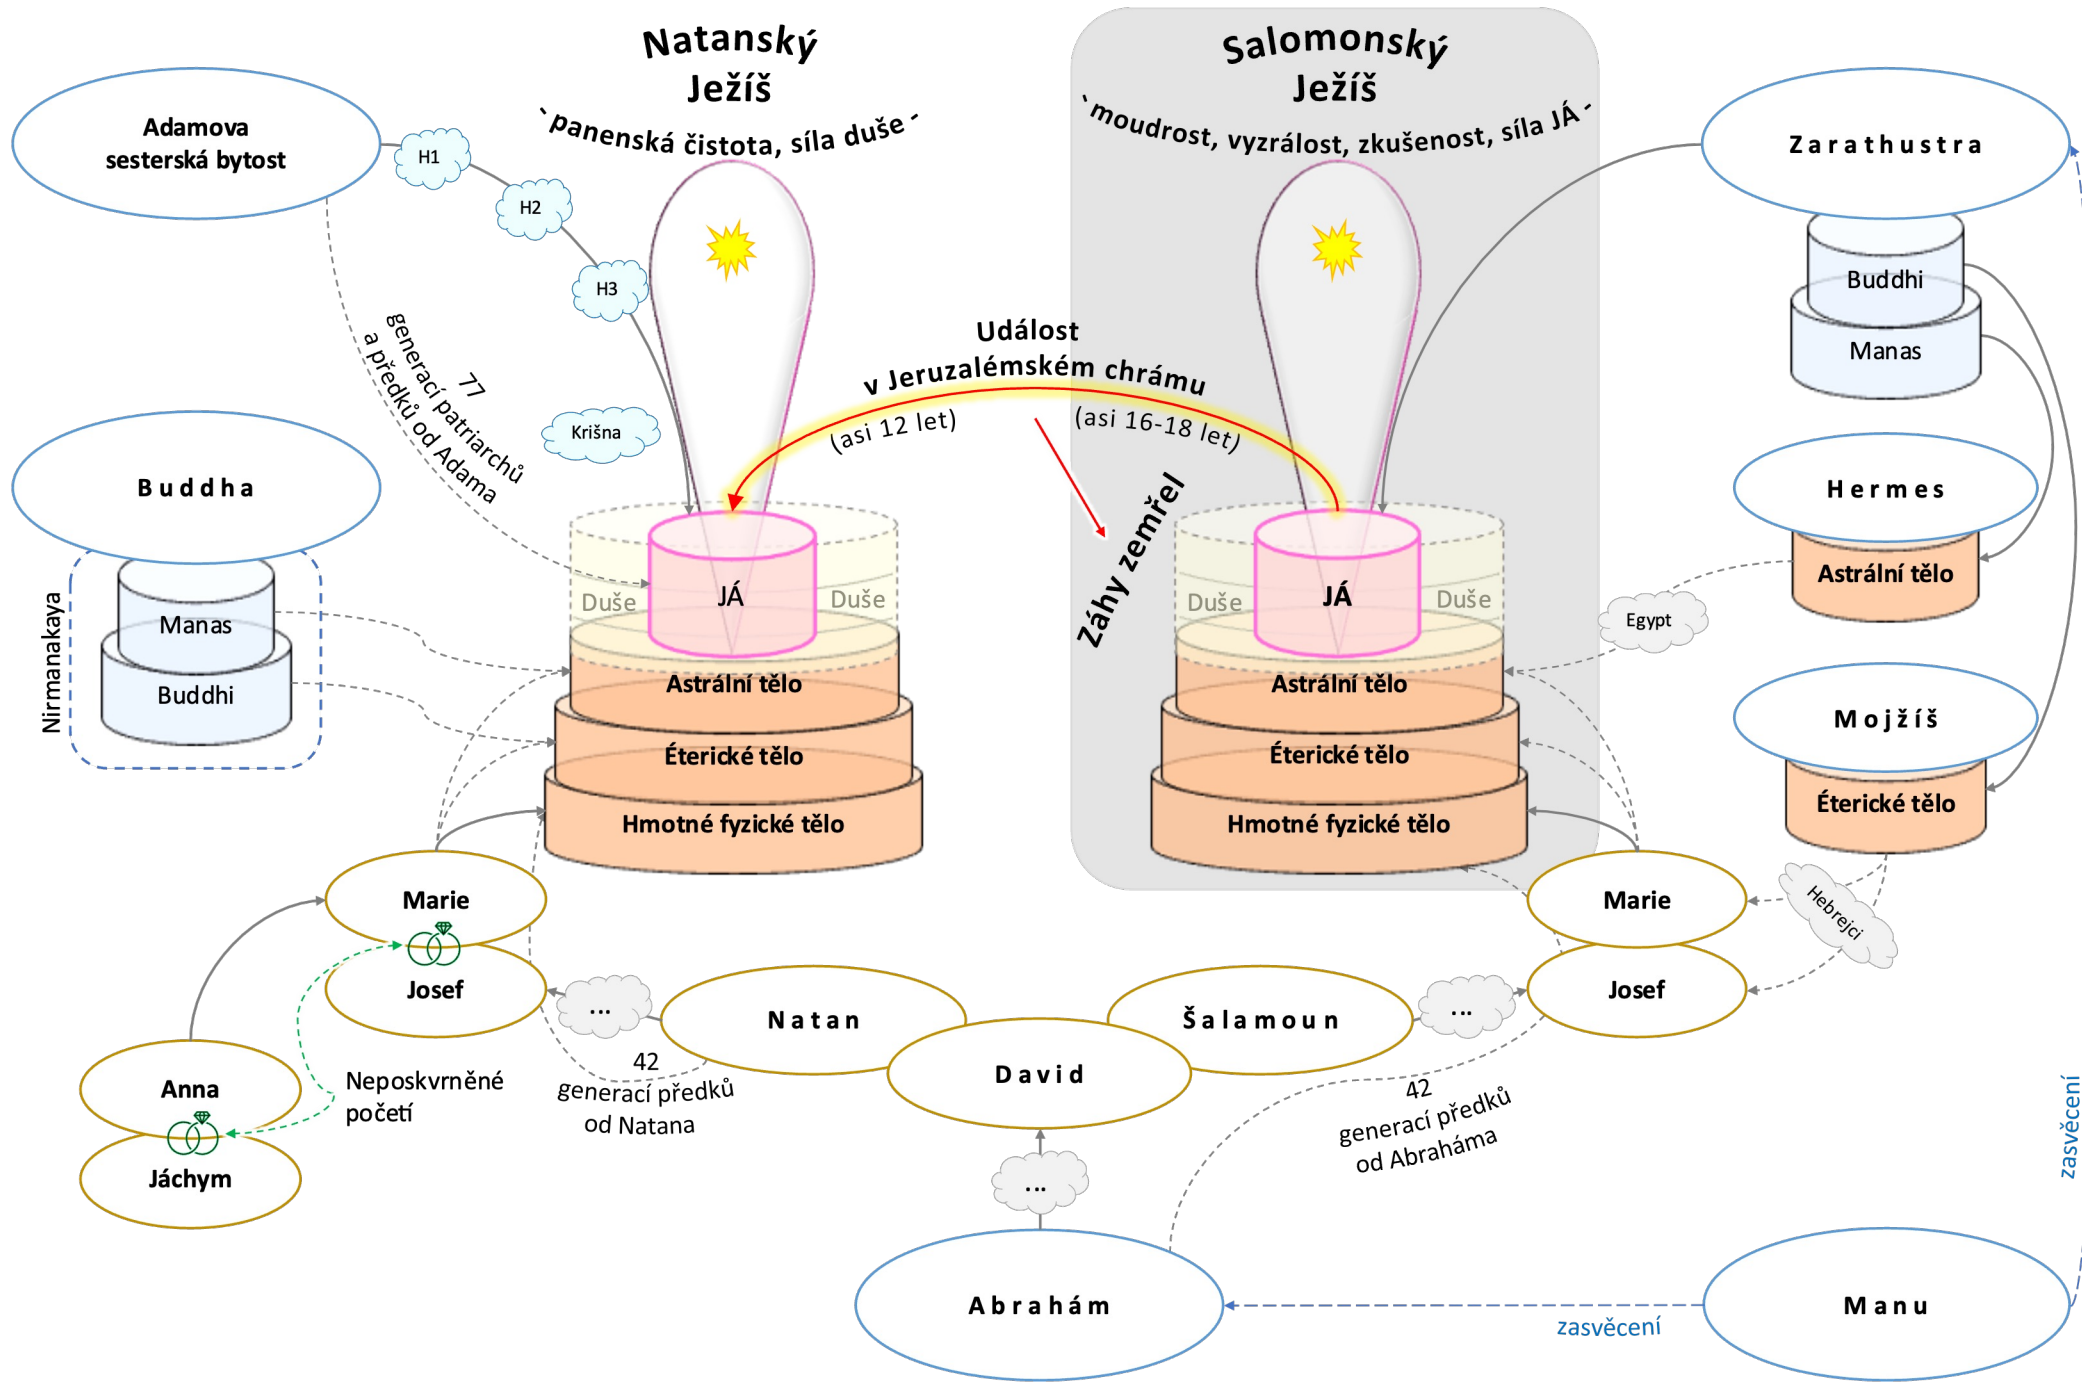 Natanský
Ježíš
- panenská čistota, síla duše -
Salomonský
Ježíš
- moudrost, vyzrálost, zkušenost, síla JÁ -
Adamova
sesterská bytost
H1
H2
H3
Zarathustra
Buddhi
Manas
77
generací patriarchů
a předků od Adama
Krišna
Událost
v Jeruzalémském chrámu
(asi 12 let)
(asi 16-18 let)
Záhy zemřel
Buddha
Manas
Buddhi
Nirmanakaya
Duše
JÁ
Duše
Astrální tělo
Éterické tělo
Hmotné fyzické tělo
Duše
JÁ
Duše
Astrální tělo
Éterické tělo
Hmotné fyzické tělo
Hermes
Astrální tělo
Egypt
Mojžíš
Éterické tělo
Hebrejci
Marie
Josef
Marie
Josef
Anna
Jáchym
Neposkvrněné
početí
...
Natan
David
Šalamoun
...
42
generací předků
od Natana
42
generací předků
od Abraháma
...
Abrahám
zasvěcení
Manu
zasvěcení